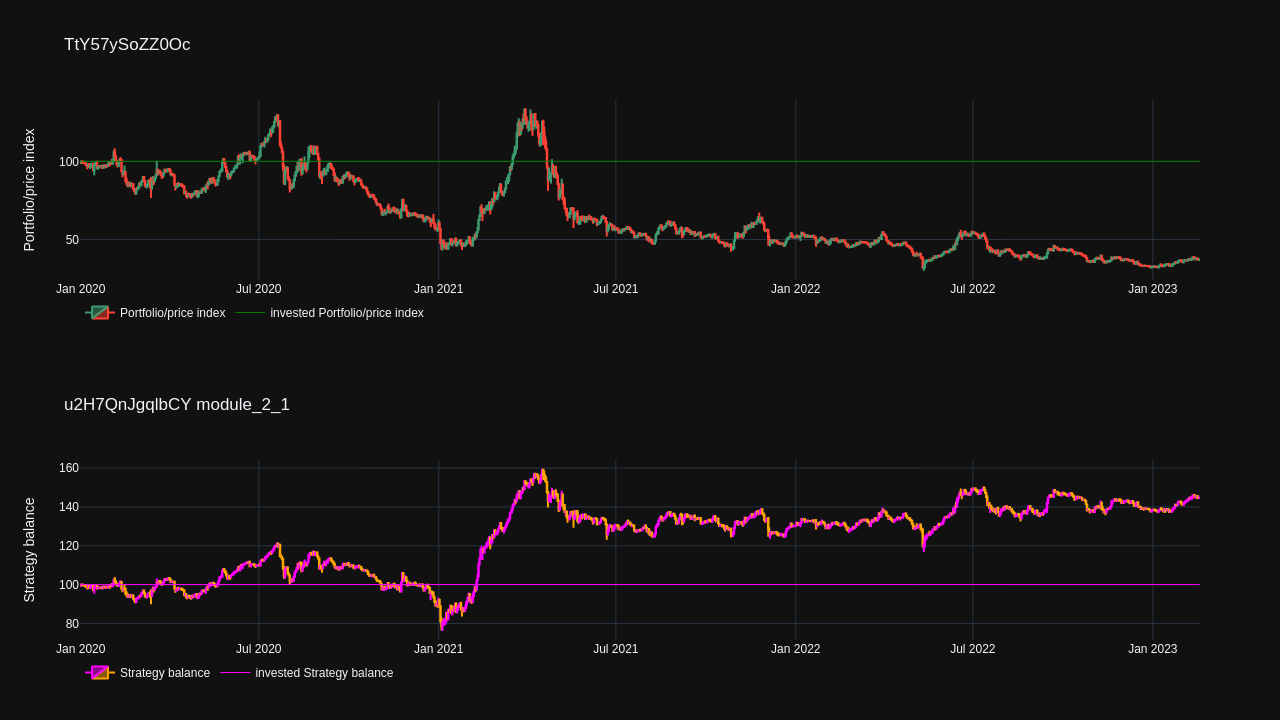 TtY57ySoZZ0Oc
Portfolio/price index
100
50
Jan 2020 Jul 2020 Jan 2021 Jul 2021 Jan 2022 Jul 2022 Jan 2023
Portfolio/price index invested Portfolio/price index
u2H7QnJgqlbCY module_2_1
Strategy balance
160
140
120
100
80
Jan 2020 Jul 2020 Jan 2021 Jul 2021 Jan 2022 Jul 2022 Jan 2023
Strategy balance invested Strategy balance